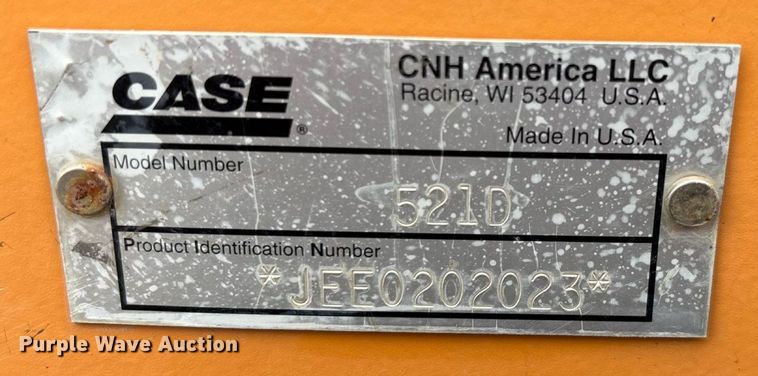 CASE®
CNH America LLC
Racine, WI 53404 U.S.A.
Made In U.S.A.
Model Number
521D
Product Identification Number
*JEE0202023*
Purple Wave Auction